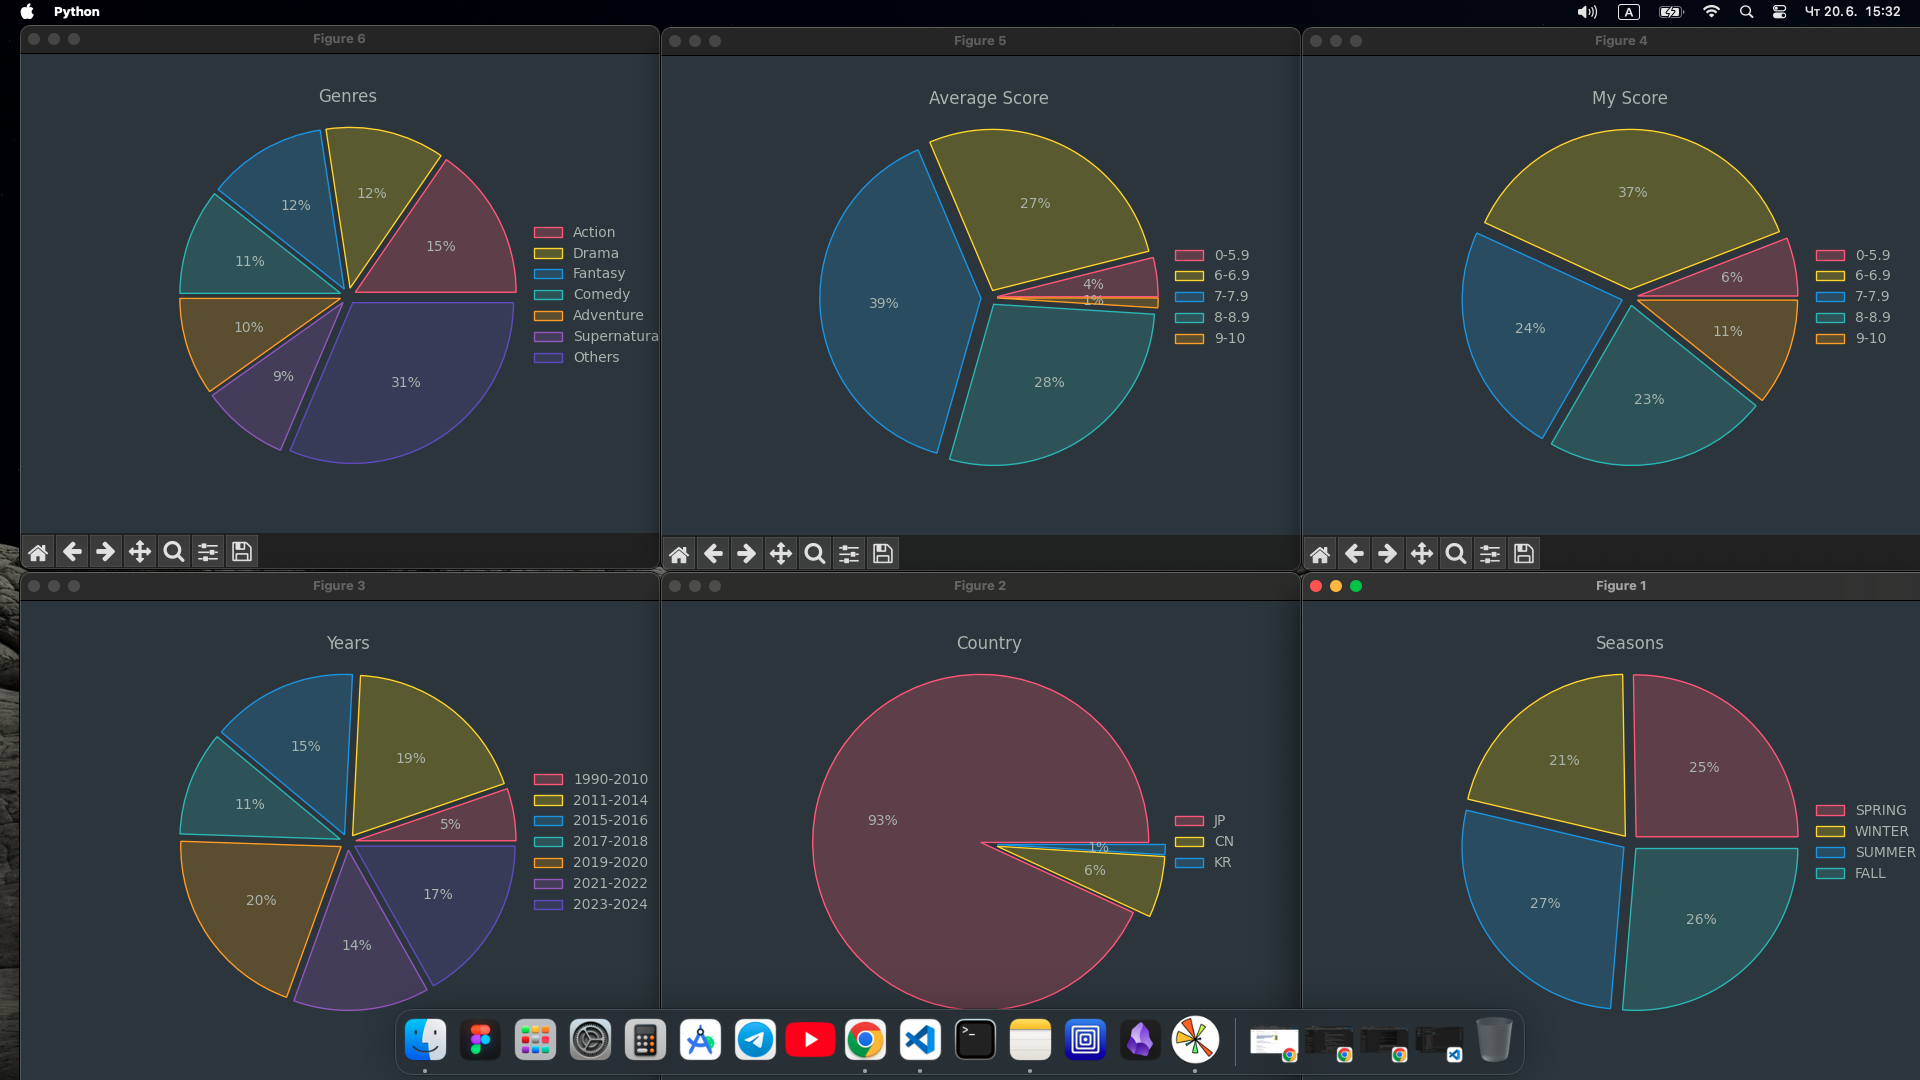 Python
A
Чт 20.6. 15:32
Figure 6
Genres
12%
12%
15%
11%
10%
9%
31%
Action
Drama
Fantasy
Comedy
Adventure
Supernatura
Others
Figure 5
Average Score
27%
4%
1%
39%
28%
0-5.9
6-6.9
7-7.9
8-8.9
9-10
Figure 4
My Score
37%
6%
24%
11%
23%
0-5.9
6-6.9
7-7.9
8-8.9
9-10
Figure 3
Years
15%
19%
11%
5%
20%
17%
14%
1990-2010
2011-2014
2015-2016
2017-2018
2019-2020
2021-2022
2023-2024
Figure 2
Country
93%
1%
6%
JP
CN
KR
Figure 1
Seasons
21%
25%
27%
26%
SPRING
WINTER
SUMMER
FALL
>_